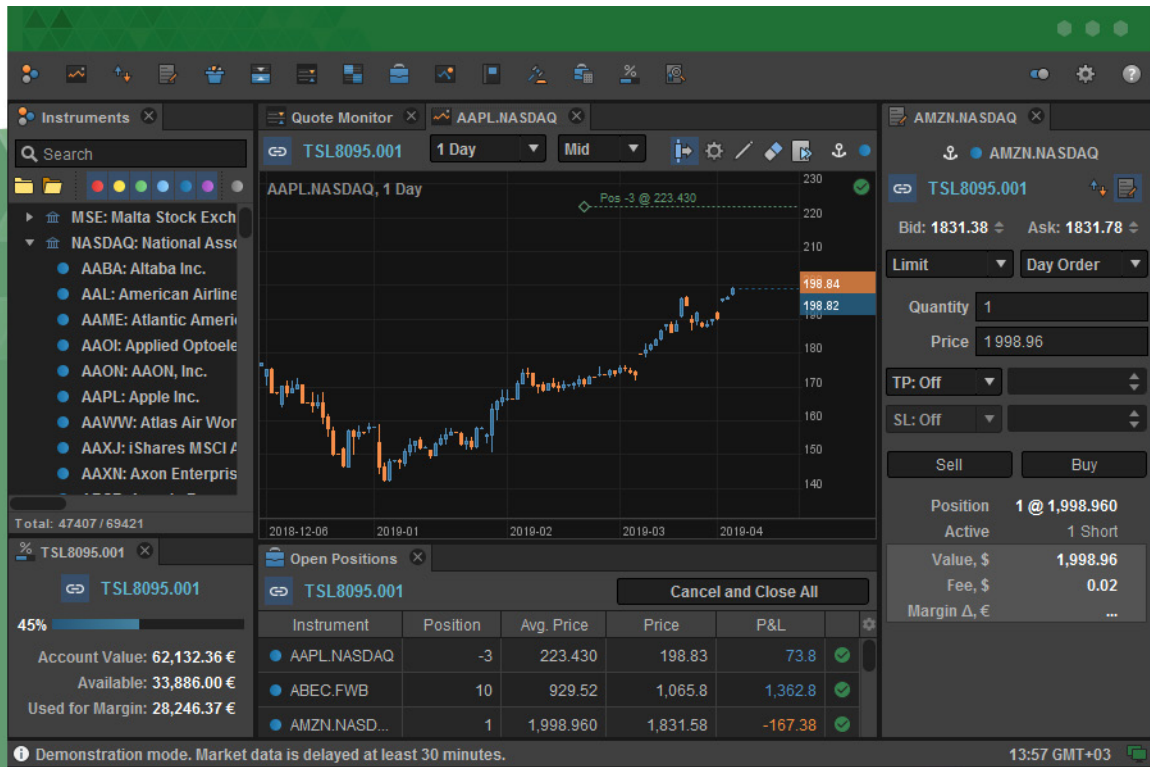 Instruments
Search
MSE: Malta Stock Exch
NASDAQ: National Asso
AABA: Altaba Inc.
AAL: American Airline
AAME: Atlantic Ameri
AAOI: Applied Optoele
AAON: AAON, Inc.
AAPL: Apple Inc.
AAWW: Atlas Air Wor
AAXJ: iShares MSCI A
AAXN: Axon Enterpris
Total: 47407/69421
TSL8095.001
TSL8095.001
45%
Account Value: 62,132.36 €
Available: 33,886.00 €
Used for Margin: 28,246.37 €
Quote Monitor
AAPL.NASDAQ
TSL8095.001 1 Day Mid
AAPL.NASDAQ, 1 Day
Pos -3 @ 223.430
230
220
210
198.84
198.82
190
180
170
160
150
140
2018-12-06 2019-01 2019-02 2019-03 2019-04
Open Positions
TSL8095.001 Cancel and Close All
Instrument Position Avg. Price Price P&L
AAPL.NASDAQ -3 223.430 198.83 73.8
ABEC.FWB 10 929.52 1,065.8 1,362.8
AMZN.NASD... 1 1,998.960 1,831.58 -167.38
AMZN.NASDAQ
AMZN.NASDAQ
TSL8095.001
Bid: 1831.38 Ask: 1831.78
Limit Day Order
Quantity 1
Price 1 998.96
TP: Off
SL: Off
Sell Buy
Position 1 @ 1,998.960
Active 1 Short
Value, $ 1,998.96
Fee, $ 0.02
Margin Δ, € ...
Demonstration mode. Market data is delayed at least 30 minutes.
13:57 GMT+03